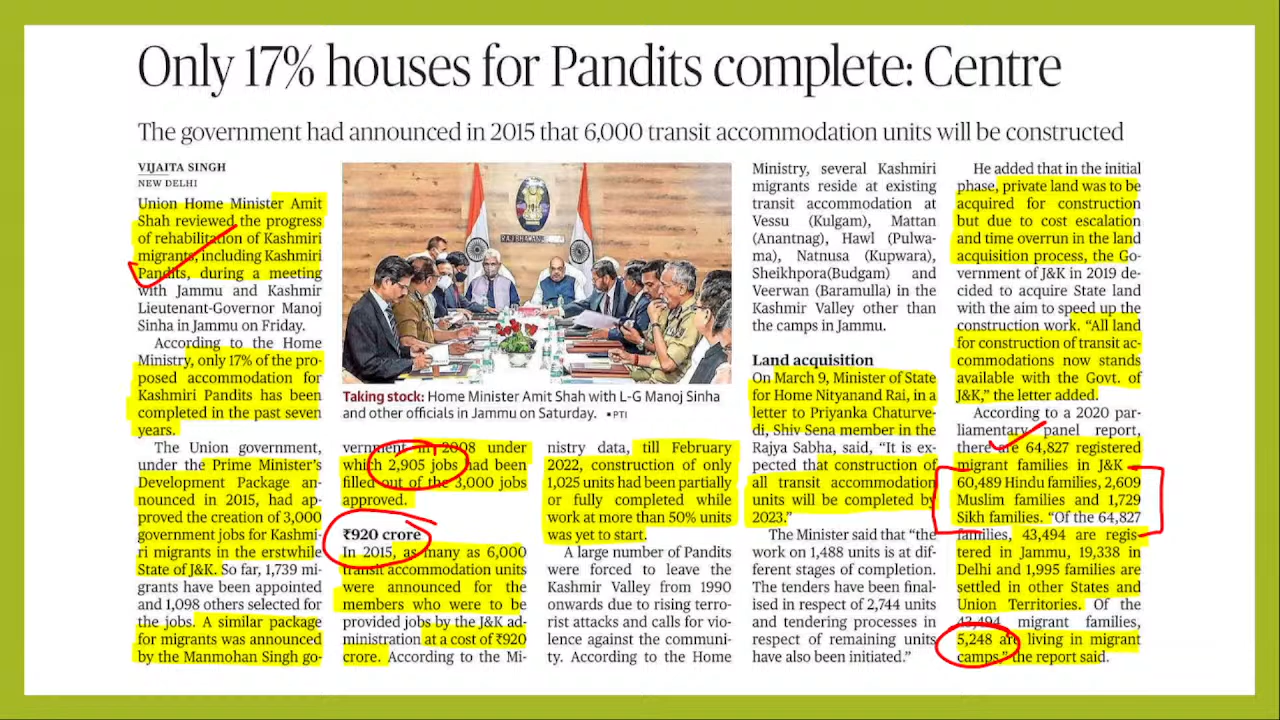 Only 17% houses for Pandits complete: Centre
The government had announced in 2015 that 6,000 transit accommodation units will be constructed
VIJAITA SINGH
NEW DELHI
Union Home Minister Amit
Shah reviewed the progress
of rehabilitation of Kashmiri
migrants, including Kashmiri
Pandits, during a meeting
with Jammu and Kashmir
Lieutenant-Governor Manoj
Sinha in Jammu on Friday.
According to the Home
Ministry, only 17% of the pro-
posed accommodation for
Kashmiri Pandits has been
completed in the past seven
years.
The Union government,
under the Prime Minister's
Development Package an-
nounced in 2015, had ap-
proved the creation of 3,000
government jobs for Kashmi-
ri migrants in the erstwhile
State of J&K. So far, 1,739 mi-
grants have been appointed
and 1,098 others selected for
the jobs. A similar package
for migrants was announced
by the Manmohan Singh go-
RAJ BHAWAN
Taking stock: Home Minister Amit Shah with L-G Manoj Sinha
and other officials in Jammu on Saturday. •PTI
vernment in 2008 under
which 2,905 jobs had been
filled out of the 3,000 jobs
approved.
₹920 crore
In 2015, as many as 6,000
transit accommodation units
were announced for the
members who were to be
provided jobs by the J&K ad-
ministration at a cost of ₹920
crore. According to the Mi-
nistry data, till February
2022, construction of only
1,025 units had been partially
or fully completed while
work at more than 50% units
was yet to start.
A large number of Pandits
were forced to leave the
Kashmir Valley from 1990
onwards due to rising terro-
rist attacks and calls for vio-
lence against the communi-
ty. According to the Home
Ministry, several Kashmiri
migrants reside at existing
transit accommodation at
Vessu (Kulgam), Mattan
(Anantnag), Hawl (Pulwa-
ma), Natnusa (Kupwara),
Sheikhpora(Budgam) and
Veerwan (Baramulla) in the
Kashmir Valley other than
the camps in Jammu.
Land acquisition
On March 9, Minister of State
for Home Nityanand Rai, in a
letter to Priyanka Chaturve-
di, Shiv Sena member in the
Rajya Sabha, said, “It is ex-
pected that construction of
all transit accommodation
units will be completed by
2023.”
The Minister said that “the
work on 1,488 units is at dif-
ferent stages of completion.
The tenders have been final-
ised in respect of 2,744 units
and tendering processes in
respect of remaining units
have also been initiated.”
He added that in the initial
phase, private land was to be
acquired for construction
but due to cost escalation
and time overrun in the land
acquisition process, the Go-
vernment of J&K in 2019 de-
cided to acquire State land
with the aim to speed up the
construction work. “All land
for construction of transit ac-
commodations now stands
available with the Govt. of
J&K,” the letter added.
According to a 2020 par-
liamentary panel report,
there are 64,827 registered
migrant families in J&K
60,489 Hindu families, 2,609
Muslim families and 1,729
Sikh families. “Of the 64,827
families, 43,494 are regis-
tered in Jammu, 19,338 in
Delhi and 1,995 families are
settled in other States and
Union Territories. Of the
43,494 migrant families,
5,248 are living in migrant
camps,” the report said.